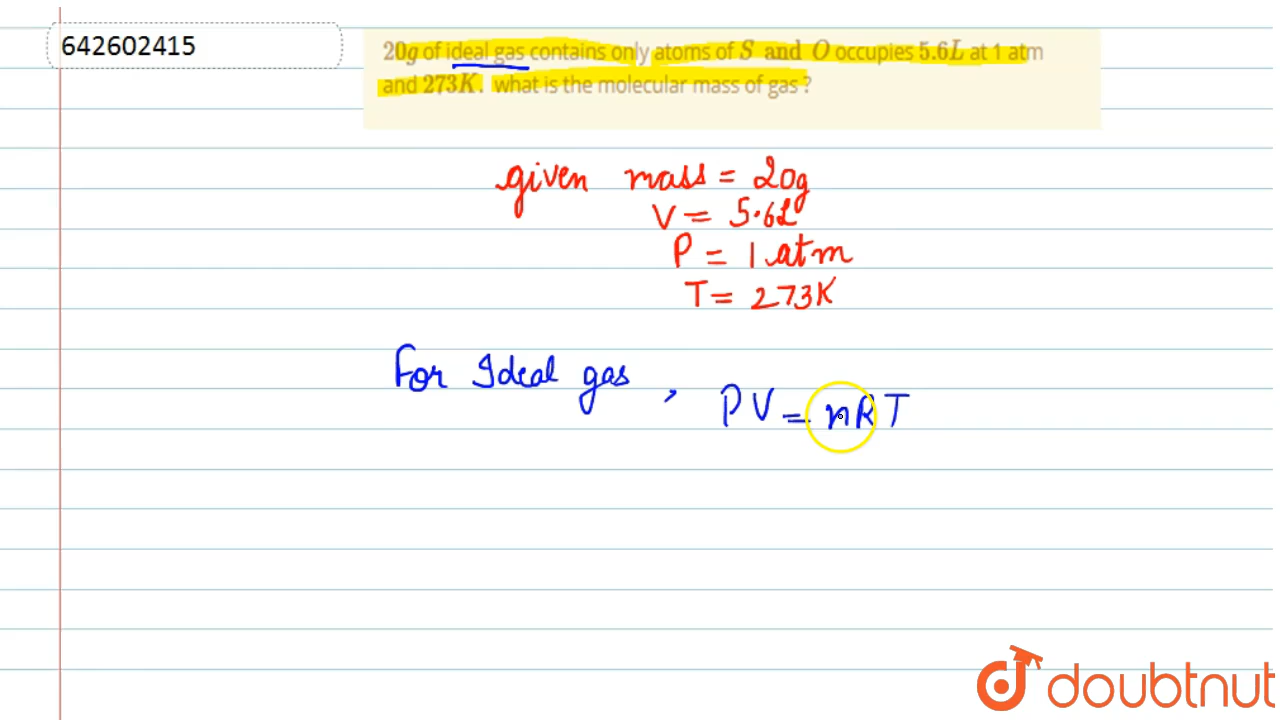 642602415
20g of ideal gas contains only atoms of S and O occupies 5.6L at 1 atm
and 273K. what is the molecular mass of gas ?
given mass = 20g
V = 5.6L
P = 1 atm
T = 273K
For Ideal gas , PV = nRT
doubtnut